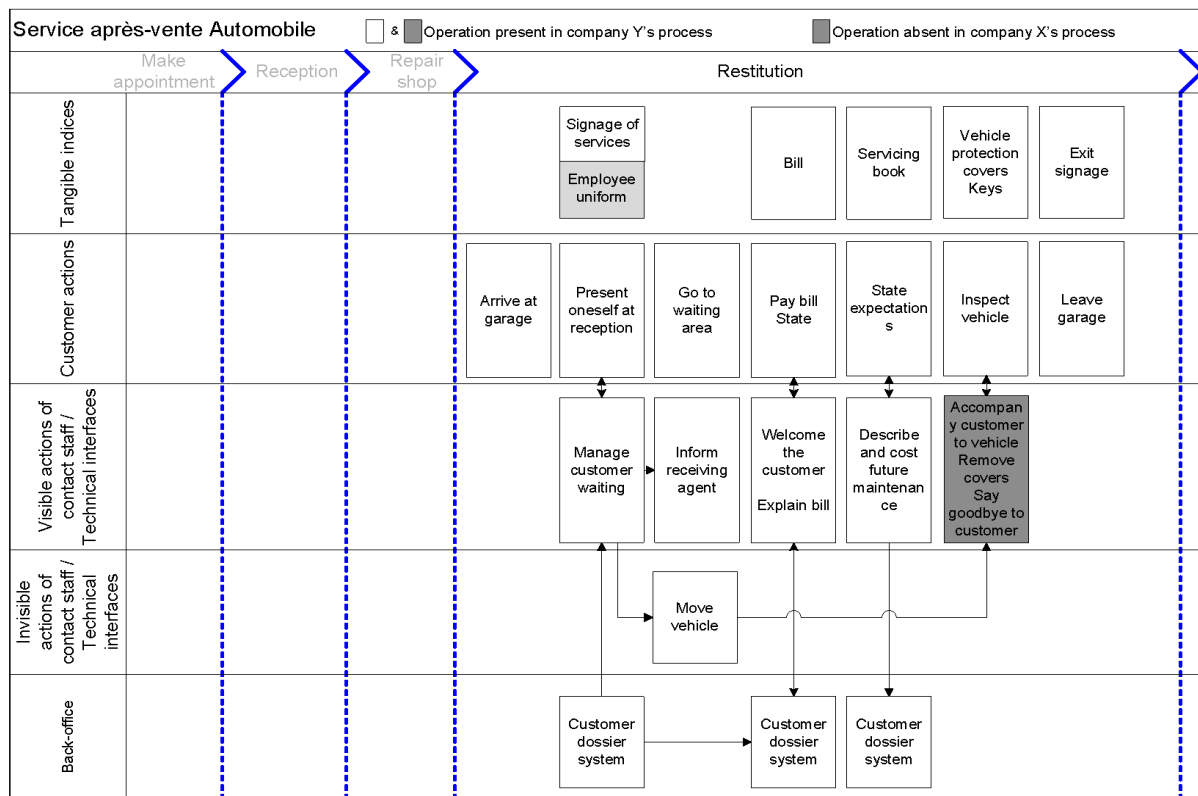 Service après-vente Automobile
& Operation present in company Y's process
Operation absent in company X's process
Make
appointment
Reception
Repair
shop
Restitution
Tangible indices
Signage of
services
Employee
uniform
Bill
Servicing
book
Vehicle
protection
covers
Keys
Exit
signage
Customer actions
Arrive at
garage
Present
oneself at
reception
Go to
waiting
area
Pay bill
State
State
expectation
s
Inspect
vehicle
Leave
garage
Visible actions of
contact staff /
Technical interfaces
Manage
customer
waiting
Inform
receiving
agent
Welcome
the
customer
Explain bill
Describe
and cost
future
maintenan
ce
Accompan
y customer
to vehicle
Remove
covers
Say
goodbye to
customer
Invisible
actions of
contact staff /
Technical
interfaces
Move
vehicle
Back-office
Customer
dossier
system
Customer
dossier
system
Customer
dossier
system